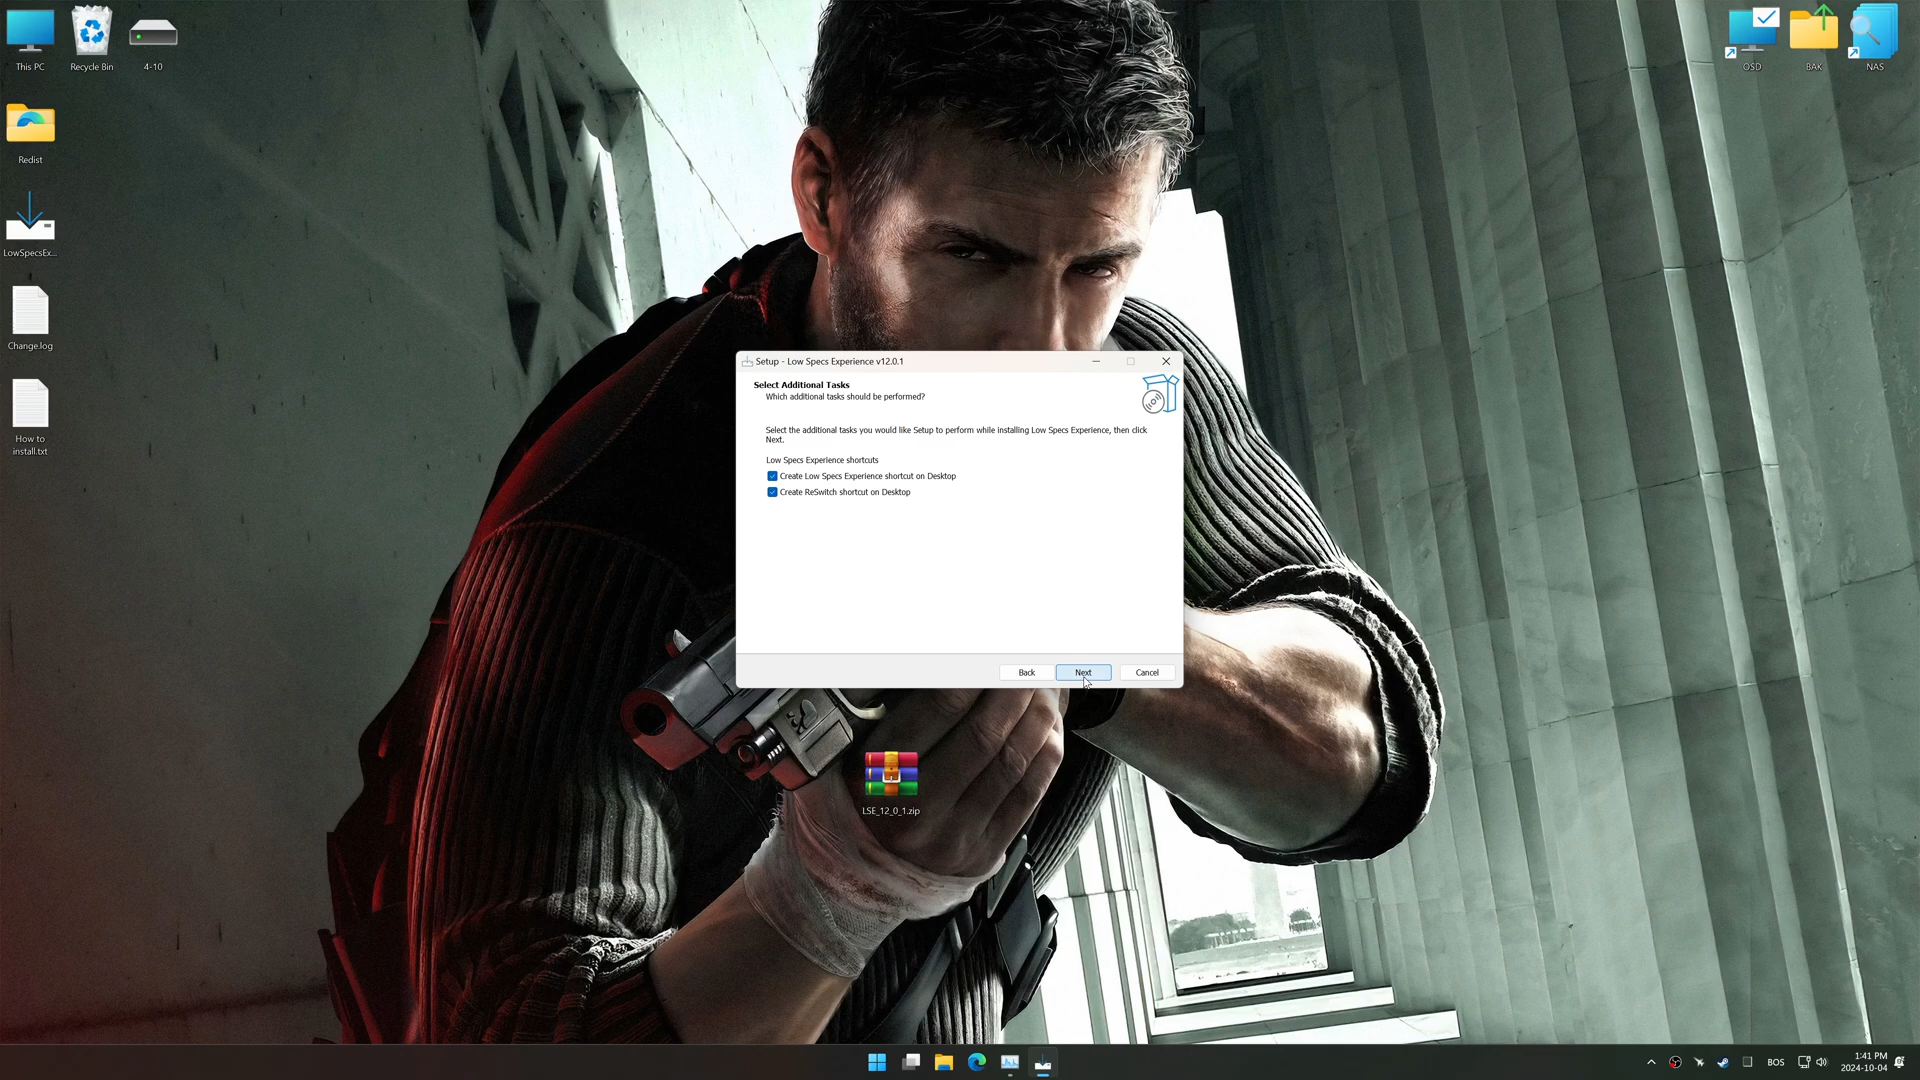 This PC
Recycle Bin
4-10
OSD
BAK
NAS
Redist
LowSpecsEx...
Change.log
How to
install.txt
Setup - Low Specs Experience v12.0.1
Select Additional Tasks
Which additional tasks should be performed?
Select the additional tasks you would like Setup to perform while installing Low Specs Experience, then click
Next.
Low Specs Experience shortcuts
Create Low Specs Experience shortcut on Desktop
Create ReSwitch shortcut on Desktop
Back
Next
Cancel
LSE_12_0_1.zip
BOS
1:41 PM
2024-10-04